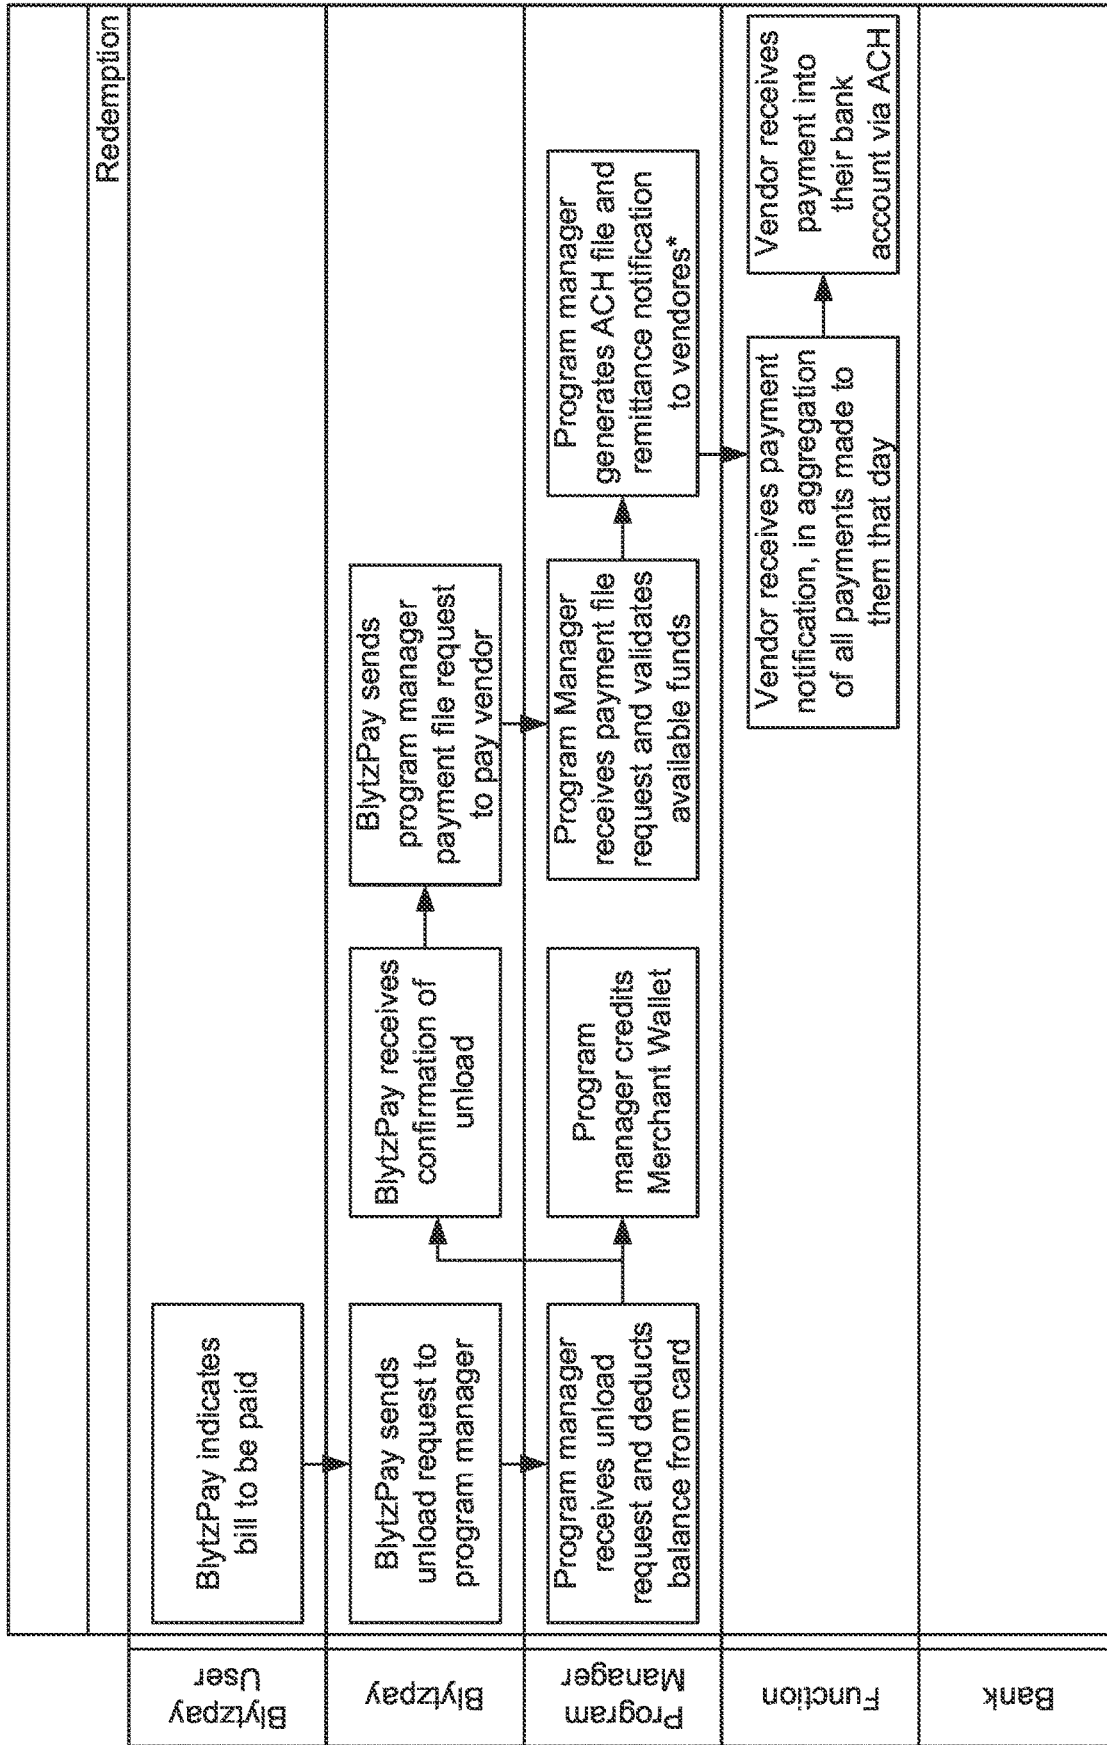 Redemption
Blytzpay
User
BlytzPay indicates
bill to be paid
Blytzpay
BlytzPay sends
unload request to
program manager
BlytzPay receives
confirmation of
unload
BlytzPay sends
program manager
payment file request
to pay vendor
Program
Manager
Program manager
receives unload
request and deducts
balance from card
Program
manager credits
Merchant Wallet
Program Manager
receives payment file
request and validates
available funds
Program manager
generates ACH file and
remittance notification
to vendores*
Function
Vendor receives payment
notification, in aggregation
of all payments made to
them that day
Vendor receives
payment into
their bank
account via ACH
Bank